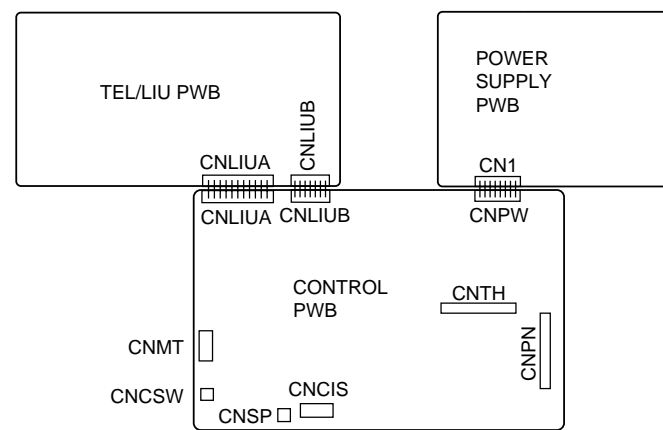 TEL/LIU PWB
CNLIUB
CNLIUA
POWER
SUPPLY
PWB
CN1
CNLIUA
CNLIUB
CNPW
CONTROL
PWB
CNTH
CNPN
CNMT
CNCSW
CNCIS
CNSP